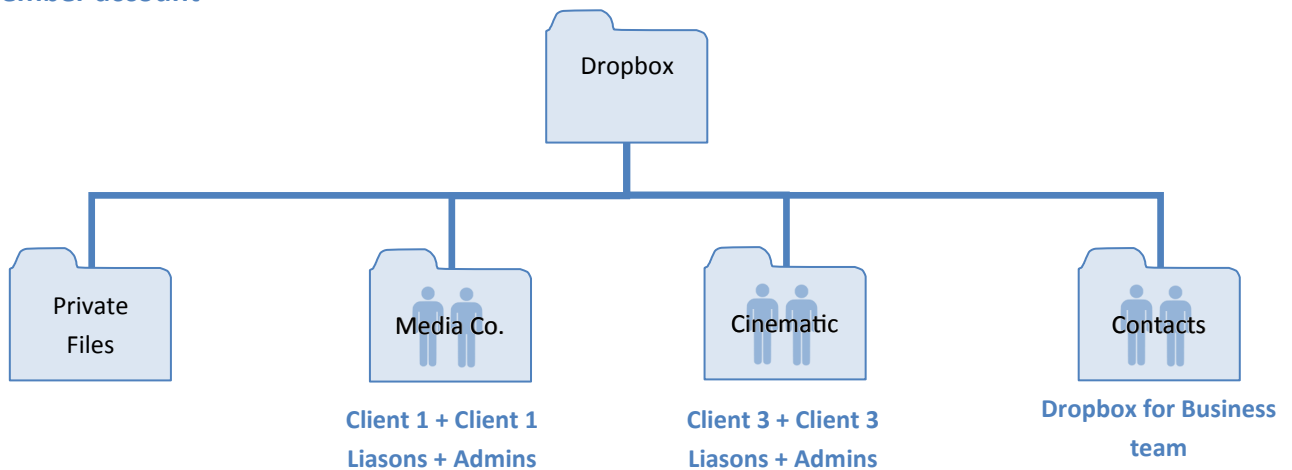 account
Dropbox
Private
Files
Media Co.
Cinematic
Contacts
Client 1 + Client 1
Liasons + Admins
Client 3 + Client 3
Liasons + Admins
Dropbox for Business
team